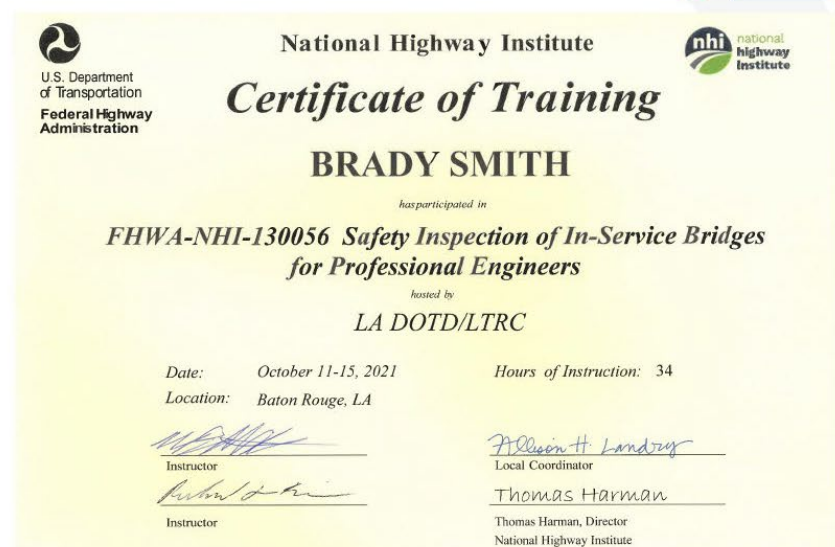 National Highway Institute
nhi national
highway
Institute
U.S. Department
of Transportation
Federal Highway
Administration
Certificate of Training
BRADY SMITH
has participated in
FHWA-NHI-130056 Safety Inspection of In-Service Bridges
for Professional Engineers
hosted by
LA DOTD/LTRC
Date: October 11-15, 2021
Hours of Instruction: 34
Location: Baton Rouge, LA
Instructor
Allison H. Landry
Local Coordinator
Instructor
Thomas Harman
Thomas Harman, Director
National Highway Institute